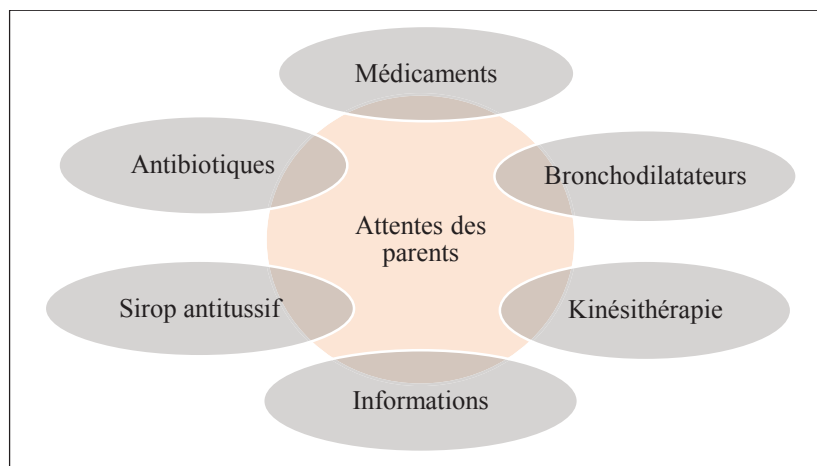 Médicaments
Antibiotiques
Bronchodilatateurs
Attentes des
parents
Sirop antitussif
Kinésithérapie
Informations